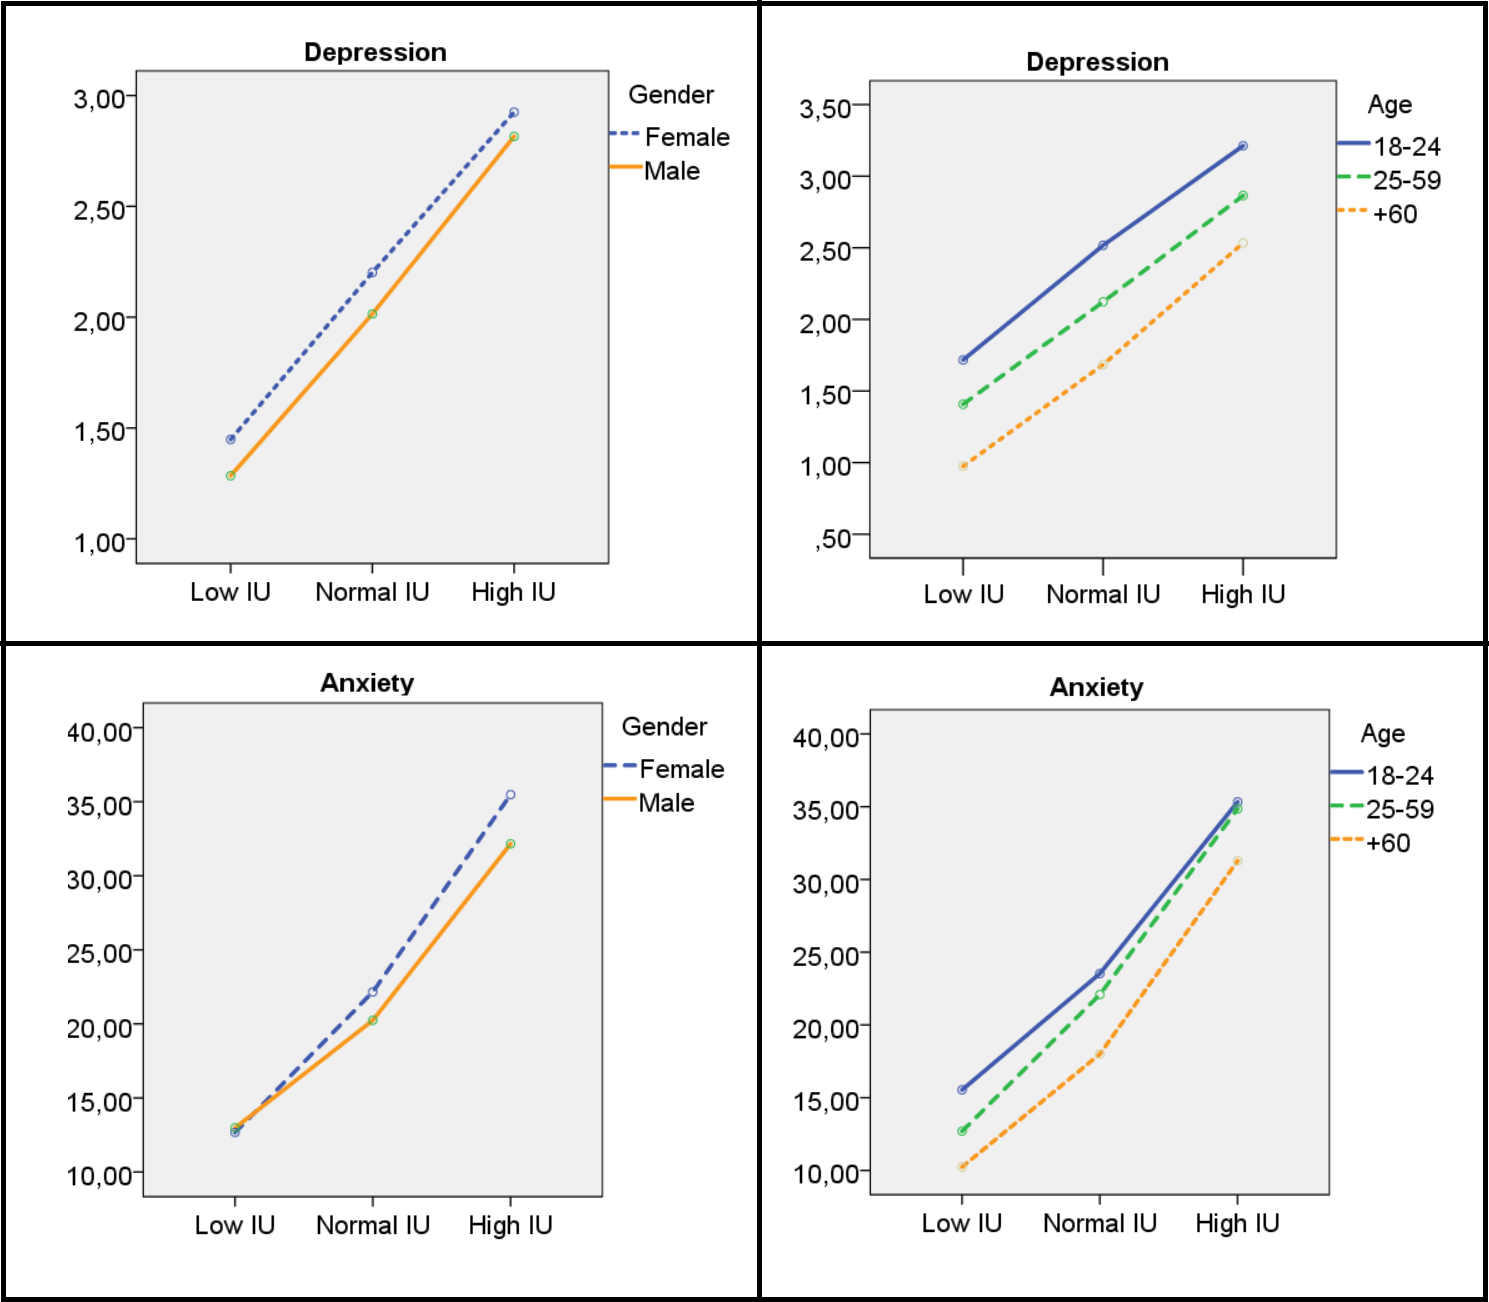 Depression
Gender
Female
Male
3,00
2,50
2,00
1,50
1,00
Low IU Normal IU High IU
Depression
Age
18-24
25-59
+60
3,50
3,00
2,50
2,00
1,50
1,00
,50
Low IU Normal IU High IU
Anxiety
Gender
Female
Male
40,00
35,00
30,00
25,00
20,00
15,00
10,00
Low IU Normal IU High IU
Anxiety
Age
18-24
25-59
+60
40,00
35,00
30,00
25,00
20,00
15,00
10,00
Low IU Normal IU High IU